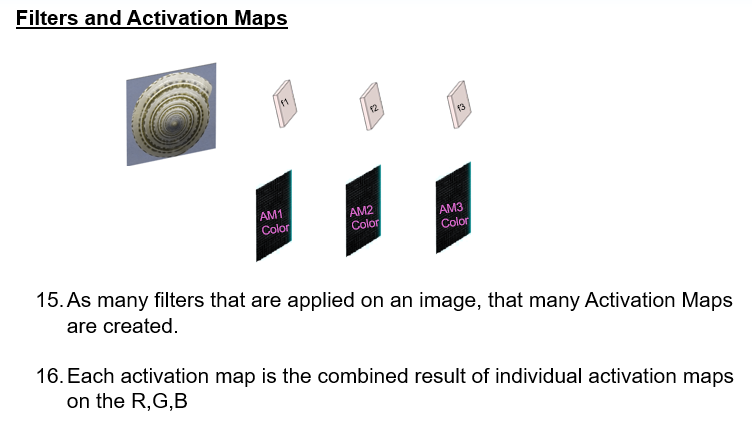 Filters and Activation Maps
f1
f2
f3
AM1
Color
AM2
Color
AM3
Color
15. As many filters that are applied on an image, that many Activation Maps
are created.
16. Each activation map is the combined result of individual activation maps
on the R,G,B